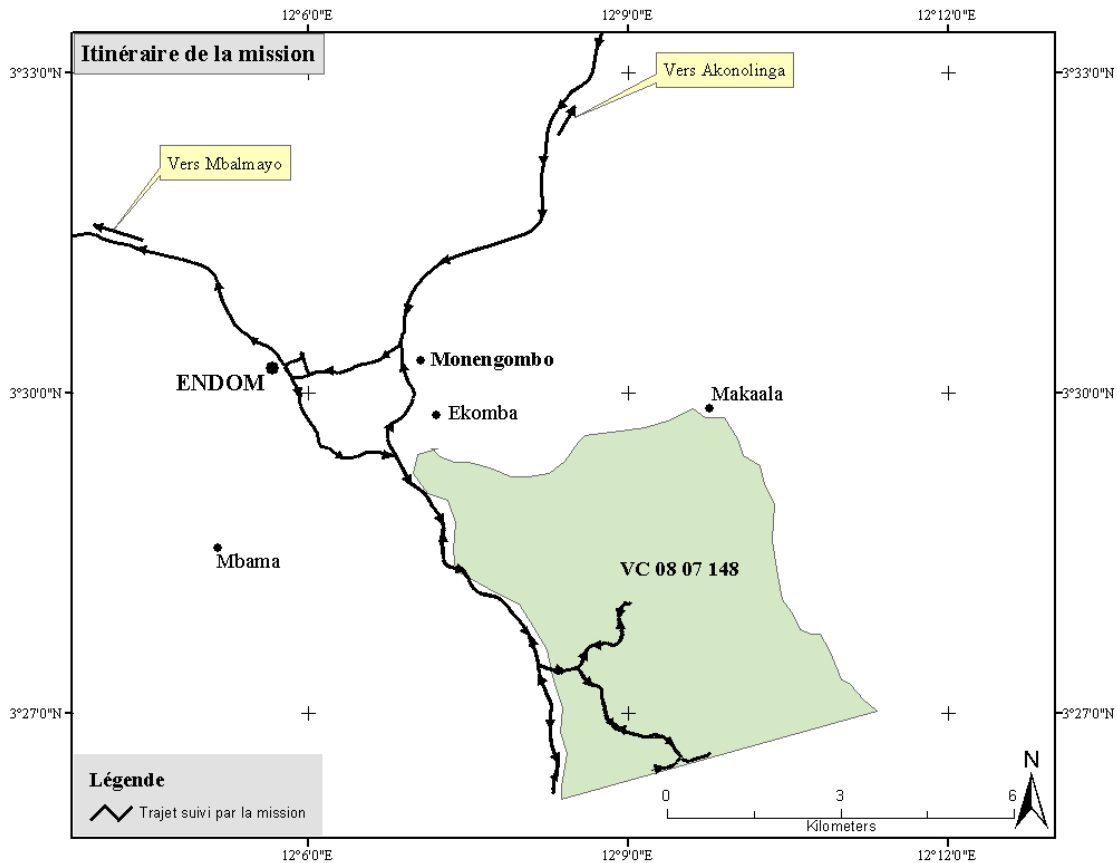 12°6'0"E
12°9'0"E
12°12'0"E
Itinéraire de la mission
3°33'0"N
3°33'0"N
Vers Akonolinga
Vers Mbalmayo
Monengombo
ENDOM
3°30'0"N
3°30'0"N
Makaala
Ekomba
Mbama
VC 08 07 148
3°27'0"N
3°27'0"N
Légende
Trajet suivi par la mission
N
0
3
6
Kilometers
12°6'0"E
12°9'0"E
12°12'0"E